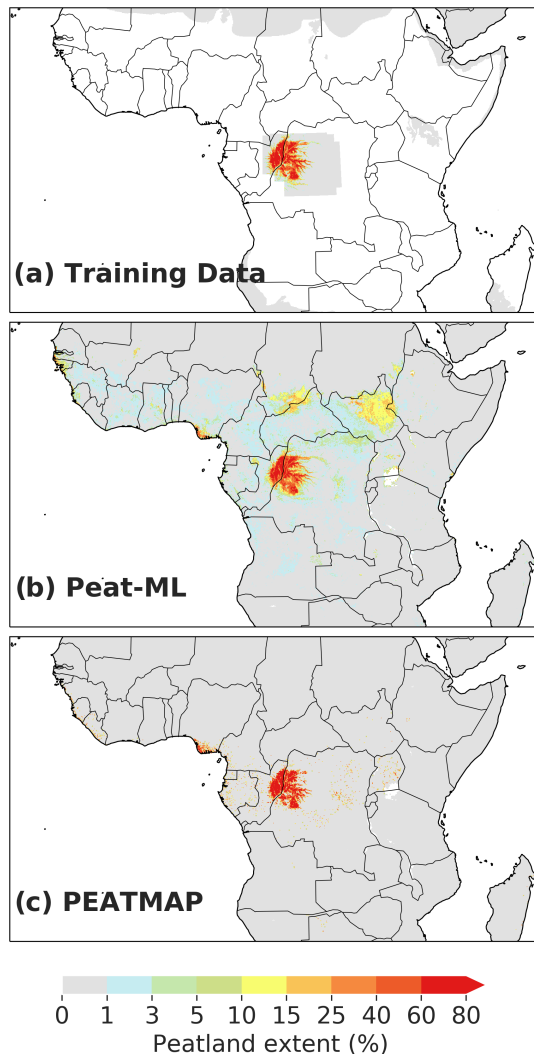 (a) Training Data
(b) Peat-ML
(c) PEATMAP
0 1 3 5 10 15 25 40 60 80
Peatland extent (%)